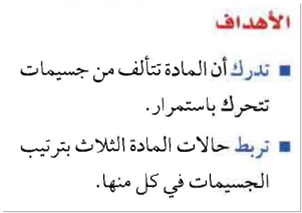 الأهداف
■ تدرك أن المادة تتألف من جسيمات
تتحرك باستمرار.
■ تربط حالات المادة الثلاث بترتيب
الجسيمات في كل منها.